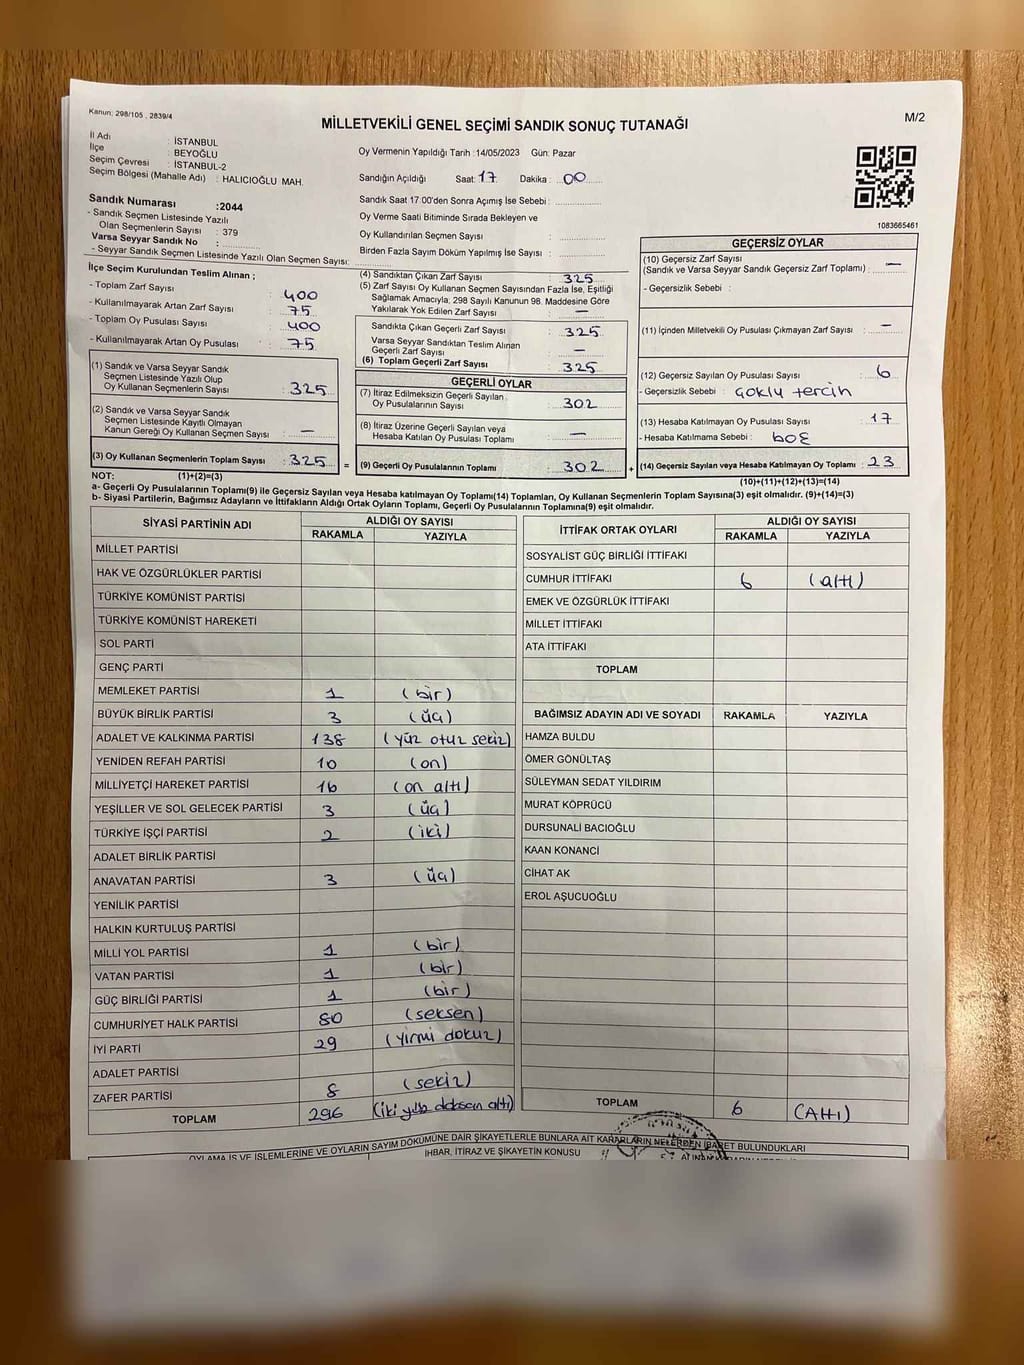 Kanun: 298/105 , 2839/4
M/2
MİLLETVEKİLİ GENEL SEÇİMİ SANDIK SONUÇ TUTANAĞI
İl Adı : İSTANBUL
İlçe : BEYOĞLU
Seçim Çevresi : İSTANBUL-2
Seçim Bölgesi (Mahalle Adı) : HALICIOĞLU MAH.
Oy Vermenin Yapıldığı Tarih :14/05/2023 Gün: Pazar
Sandığın Açıldığı Saat: 17 Dakika : 00
Sandık Saat 17:00'den Sonra Açımış İse Sebebi :
Oy Verme Saati Bitiminde Sırada Bekleyen ve
Oy Kullandırılan Seçmen Sayısı :
Birden Fazla Sayım Döküm Yapılmış İse Sayısı :
1083665461
Sandık Numarası :2044
- Sandık Seçmen Listesinde Yazılı
Olan Seçmenlerin Sayısı : 379
Varsa Seyyar Sandık No :
- Seyyar Sandık Seçmen Listesinde Yazılı Olan Seçmen Sayısı:
İlçe Seçim Kurulundan Teslim Alınan ;
- Toplam Zarf Sayısı : 400
- Kullanılmayarak Artan Zarf Sayısı : 75
- Toplam Oy Pusulası Sayısı : 400
- Kullanılmayarak Artan Oy Pusulası : 75
(1) Sandık ve Varsa Seyyar Sandık
Seçmen Listesinde Yazılı Olup
Oy Kullanan Seçmenlerin Sayısı : 325
(2) Sandık ve Varsa Seyyar Sandık
Seçmen Listesinde Kayıtlı Olmayan
Kanun Gereği Oy Kullanan Seçmen Sayısı : –
(3) Oy Kullanan Seçmenlerin Toplam Sayısı : 325 =
(4) Sandıktan Çıkan Zarf Sayısı : 325
(5) Zarf Sayısı Oy Kullanan Seçmen Sayısından Fazla İse, Eşitliği
Sağlamak Amacıyla, 298 Sayılı Kanunun 98. Maddesine Göre
Yakılarak Yok Edilen Zarf Sayısı : –
Sandıkta Çıkan Geçerli Zarf Sayısı : 325
Varsa Seyyar Sandıktan Teslim Alınan
Geçerli Zarf Sayısı : –
(6) Toplam Geçerli Zarf Sayısı : 325
GEÇERLİ OYLAR
(7) İtiraz Edilmeksizin Geçerli Sayılan
Oy Pusulalarının Sayısı : 302
(8) İtiraz Üzerine Geçerli Sayılan veya
Hesaba Katılan Oy Pusulası Toplamı : –
(9) Geçerli Oy Pusulalarının Toplamı : 302 +
GEÇERSİZ OYLAR
(10) Geçersiz Zarf Sayısı
(Sandık ve Varsa Seyyar Sandık Geçersiz Zarf Toplamı) : –
- Geçersizlik Sebebi :
(11) İçinden Milletvekili Oy Pusulası Çıkmayan Zarf Sayısı : –
(12) Geçersiz Sayılan Oy Pusulası Sayısı : 6
- Geçersizlik Sebebi : çoklu tercih
(13) Hesaba Katılmayan Oy Pusulası Sayısı : 17
- Hesaba Katılmama Sebebi : boş
(14) Geçersiz Sayılan veya Hesaba Katılmayan Oy Toplamı : 23
NOT: (1)+(2)=(3)
(10)+(11)+(12)+(13)=(14)
a- Geçerli Oy Pusulalarının Toplamı(9) ile Geçersiz Sayılan veya Hesaba katılmayan Oy Toplamı(14) Toplamları, Oy Kullanan Seçmenlerin Toplam Sayısına(3) eşit olmalıdır. (9)+(14)=(3)
b- Siyasi Partilerin, Bağımsız Adayların ve İttifakların Aldığı Ortak Oyların Toplamı, Geçerli Oy Pusulalarının Toplamına(9) eşit olmalıdır.
SİYASİ PARTİNİN ADI ALDIĞI OY SAYISI
RAKAMLA YAZIYLA
MİLLET PARTİSİ
HAK VE ÖZGÜRLÜKLER PARTİSİ
TÜRKİYE KOMÜNİST PARTİSİ
TÜRKİYE KOMÜNİST HAREKETİ
SOL PARTİ
GENÇ PARTİ
MEMLEKET PARTİSİ 1 (bir)
BÜYÜK BİRLİK PARTİSİ 3 (üç)
ADALET VE KALKINMA PARTİSİ 138 (yüz otuz sekiz)
YENİDEN REFAH PARTİSİ 10 (on)
MİLLİYETÇİ HAREKET PARTİSİ 16 (on altı)
YEŞİLLER VE SOL GELECEK PARTİSİ 3 (üç)
TÜRKİYE İŞÇİ PARTİSİ 2 (iki)
ADALET BİRLİK PARTİSİ
ANAVATAN PARTİSİ 3 (üç)
YENİLİK PARTİSİ
HALKIN KURTULUŞ PARTİSİ
MİLLİ YOL PARTİSİ 1 (bir)
VATAN PARTİSİ 1 (bir)
GÜÇ BİRLİĞİ PARTİSİ 1 (bir)
CUMHURİYET HALK PARTİSİ 80 (seksen)
İYİ PARTİ 29 (yirmi dokuz)
ADALET PARTİSİ
ZAFER PARTİSİ 8 (sekiz)
TOPLAM 296 (iki yüz doksan altı)
İTTİFAK ORTAK OYLARI ALDIĞI OY SAYISI
RAKAMLA YAZIYLA
SOSYALİST GÜÇ BİRLİĞİ İTTİFAKI
CUMHUR İTTİFAKI 6 (altı)
EMEK VE ÖZGÜRLÜK İTTİFAKI
MİLLET İTTİFAKI
ATA İTTİFAKI
TOPLAM
BAĞIMSIZ ADAYIN ADI VE SOYADI RAKAMLA YAZIYLA
HAMZA BULDU
ÖMER GÖNÜLTAŞ
SÜLEYMAN SEDAT YILDIRIM
MURAT KÖPRÜCÜ
DURSUNALİ BACIOĞLU
KAAN KONANCİ
CİHAT AK
EROL AŞUCUOĞLU
TOPLAM 6 (ALTI)
OYLAMA İŞ VE İŞLEMLERİNE VE OYLARIN SAYIM DÖKÜMÜNE DAİR ŞİKAYETLERLE BUNLARA AİT KARARLARIN NELERDEN İBARET BULUNDUKLARI
İHBAR, İTİRAZ VE ŞİKAYETİN KONUSU